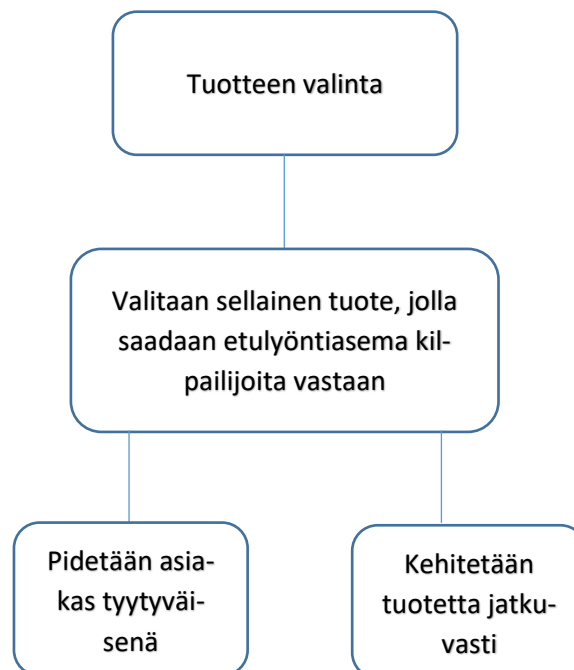 Tuotteen valinta
Valitaan sellainen tuote, jolla
saadaan etulyöntiasema kil-
pailijoita vastaan
Pidetään asia-
kas tyytyväi-
senä
Kehitetään
tuotetta jatku-
vasti